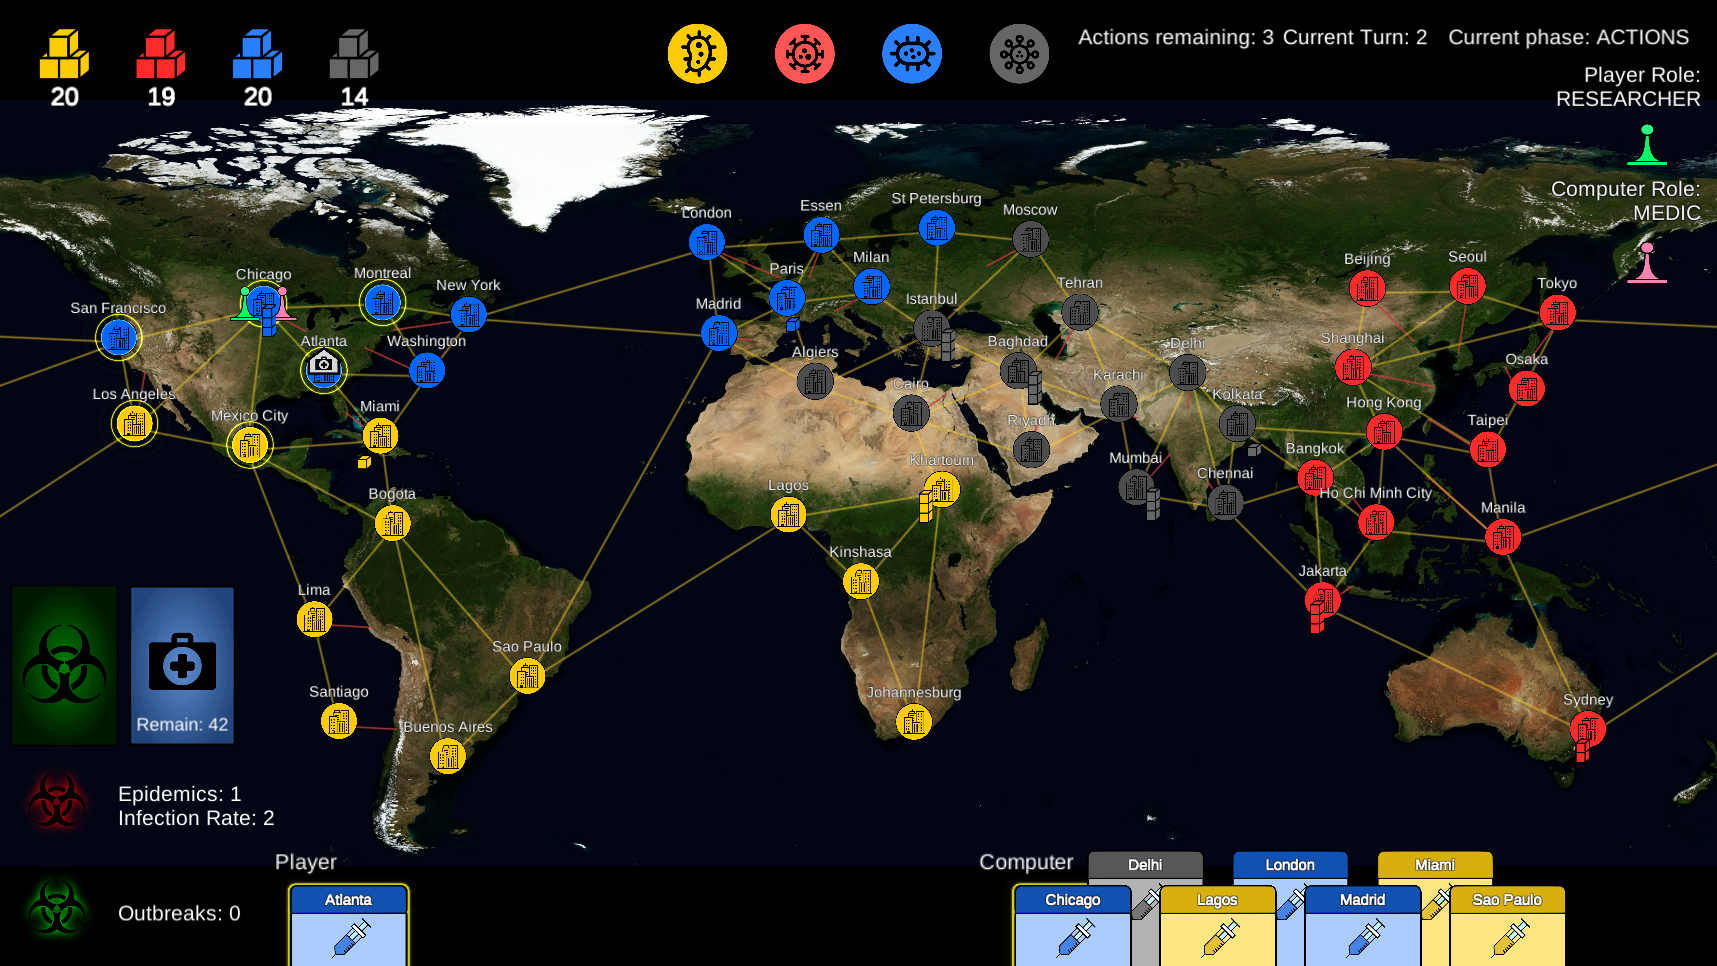 Actions remaining: 3 Current Turn: 2 Current phase: ACTIONS
20 19 20 14
Player Role:
RESEARCHER
Computer Role:
MEDIC
St Petersburg
Essen
London
Moscow
Milan
Paris
Beijing
Seoul
Chicago
Montreal
New York
Tehran
Tokyo
San Francisco
Madrid
Istanbul
Atlanta
Washington
Baghdad
Delhi
Shanghai
Algiers
Osaka
Los Angeles
Cairo
Karachi
Kolkata
Mexico City
Miami
Hong Kong
Riyadh
Taipei
Khartoum
Mumbai
Bangkok
Chennai
Bogota
Lagos
Ho Chi Minh City
Manila
Kinshasa
Jakarta
Lima
Sao Paulo
Santiago
Johannesburg
Sydney
Buenos Aires
Remain: 42
Epidemics: 1
Infection Rate: 2
Outbreaks: 0
Player
Atlanta
Computer
Delhi
London
Miami
Chicago
Lagos
Madrid
Sao Paulo